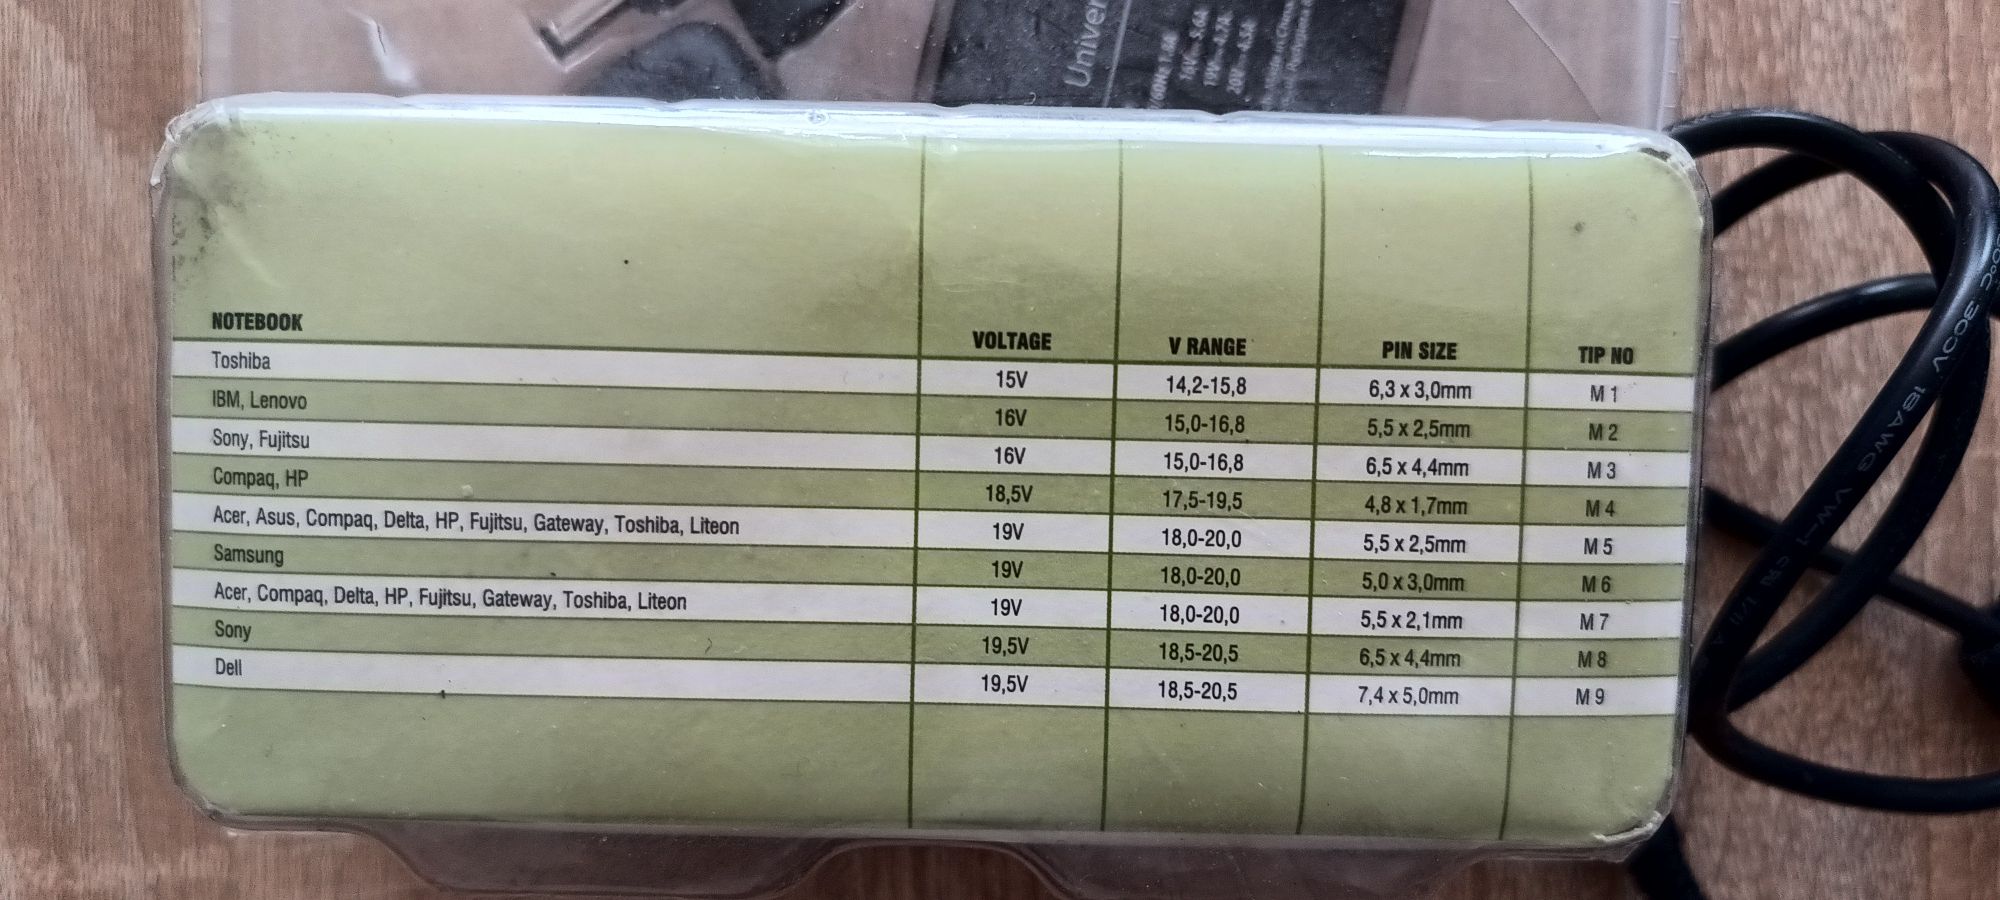 Univer
NOTEBOOK VOLTAGE V RANGE PIN SIZE TIP NO
Toshiba 15V 14,2-15,8 6,3 x 3,0mm M 1
IBM, Lenovo 16V 15,0-16,8 5,5 x 2,5mm M 2
Sony, Fujitsu 16V 15,0-16,8 6,5 x 4,4mm M 3
Compaq, HP 18,5V 17,5-19,5 4,8 x 1,7mm M 4
Acer, Asus, Compaq, Delta, HP, Fujitsu, Gateway, Toshiba, Liteon 19V 18,0-20,0 5,5 x 2,5mm M 5
Samsung 19V 18,0-20,0 5,0 x 3,0mm M 6
Acer, Compaq, Delta, HP, Fujitsu, Gateway, Toshiba, Liteon 19V 18,0-20,0 5,5 x 2,1mm M 7
Sony 19,5V 18,5-20,5 6,5 x 4,4mm M 8
Dell 19,5V 18,5-20,5 7,4 x 5,0mm M 9
300V 18AWG VW-1